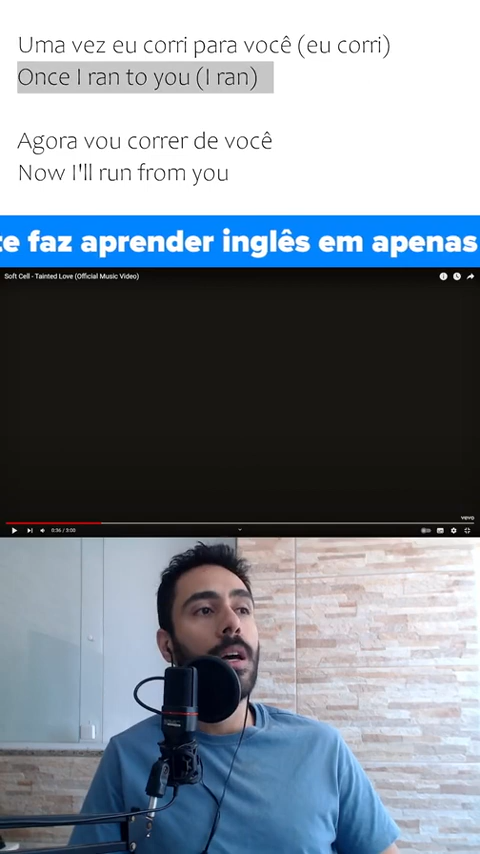 Uma vez eu corri para você (eu corri)
Once I ran to you (I ran)
Agora vou correr de você
Now I'll run from you
te faz aprender inglês em apenas
Soft Cell - Tainted Love (Official Music Video)
vevo
0:36 / 3:00